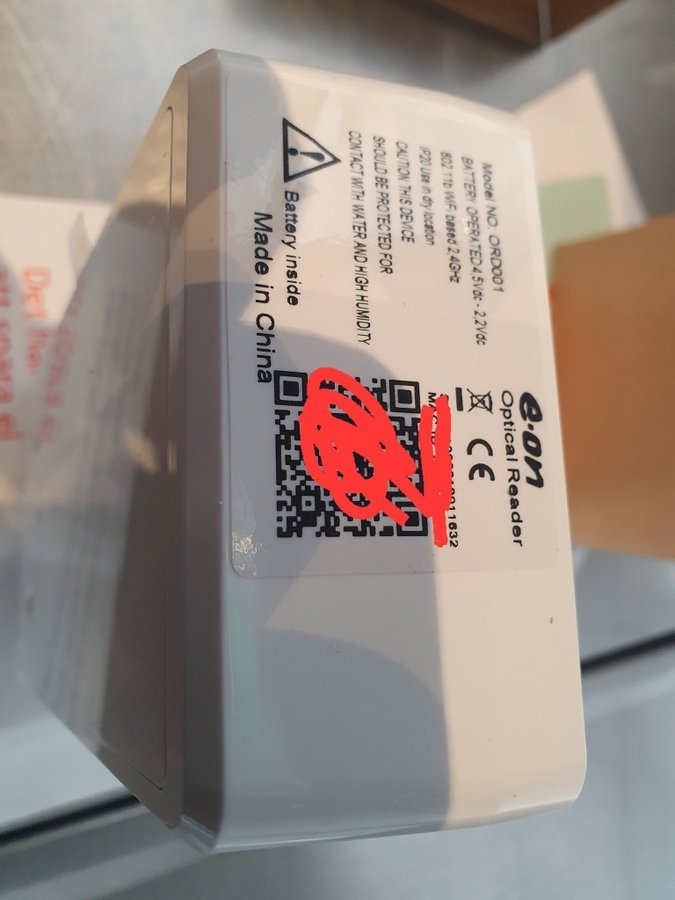 e·on
Optical Reader
CE
Model NO. ORD001
BATTERY OPERATED 4,5Vdc - 2,2Vdc
802.11b WiFi based 2,4GHz
IP20 Use in dry location
CAUTION THIS DEVICE
SHOULD BE PROTECTED FOR
CONTACT WITH WATER AND HIGH HUMIDITY
Battery inside
Made in China